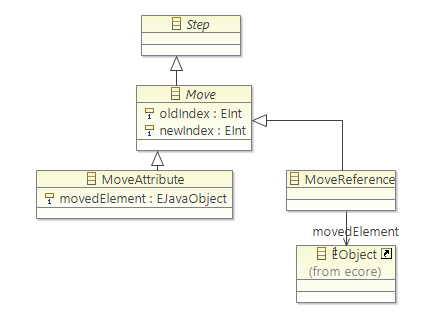 Step
Move
oldIndex : EInt
newIndex : EInt
MoveAttribute
movedElement : EJavaObject
MoveReference
movedElement
EObject
(from ecore)